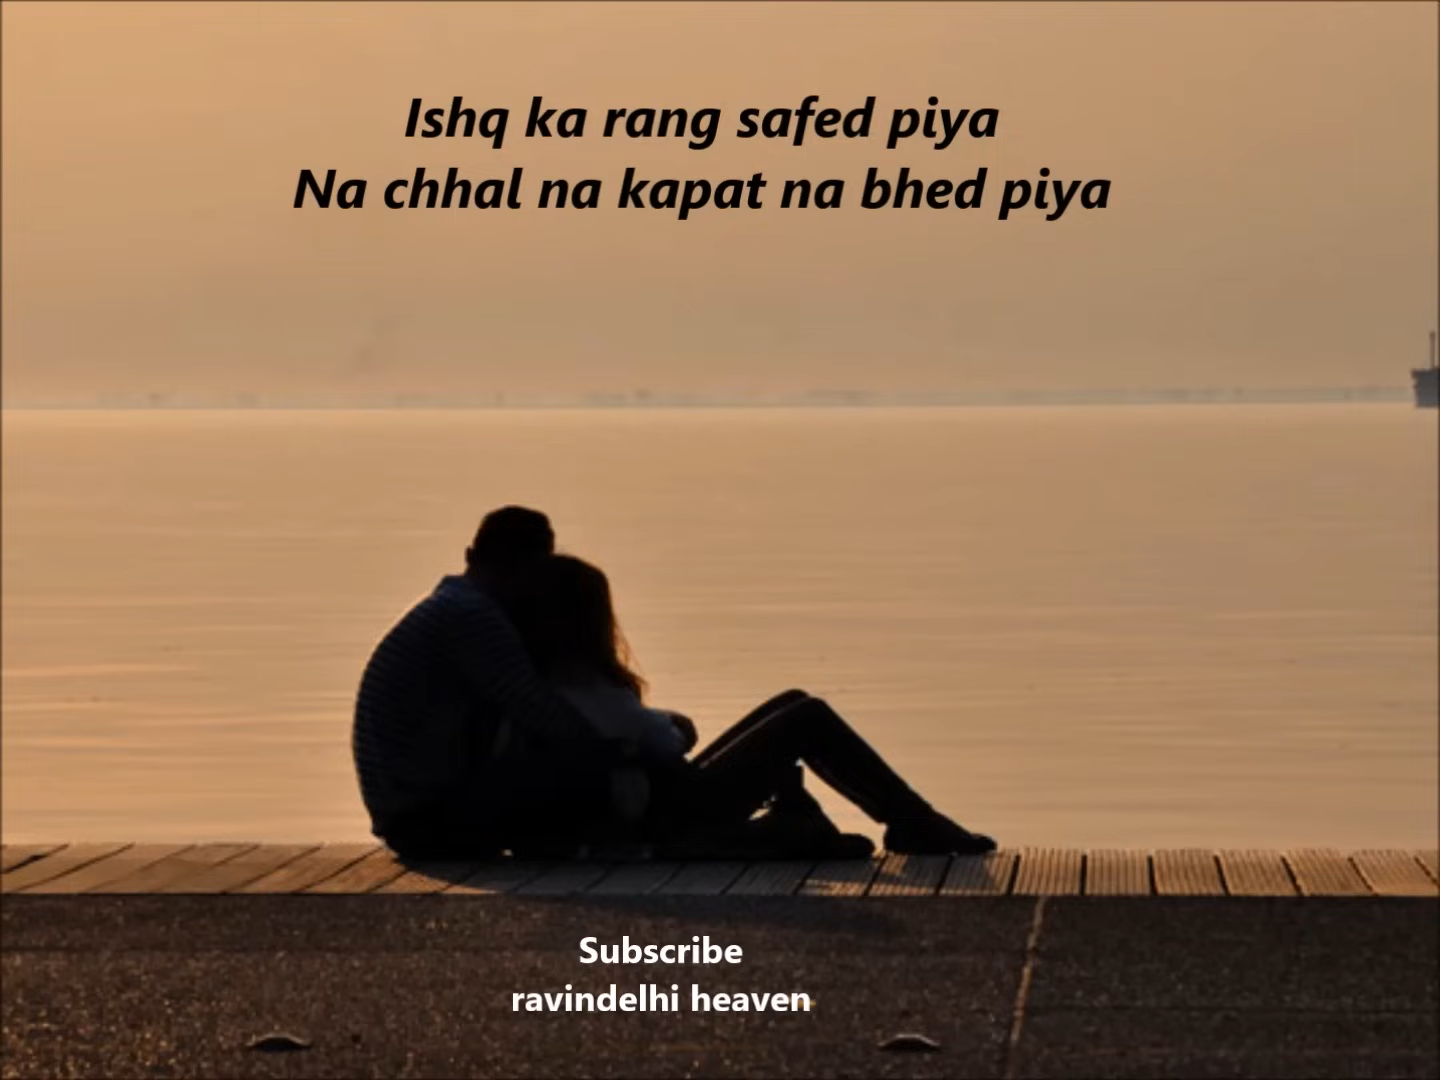 Ishq ka rang safed piya
Na chhal na kapat na bhed piya
Subscribe
ravindelhi heaven